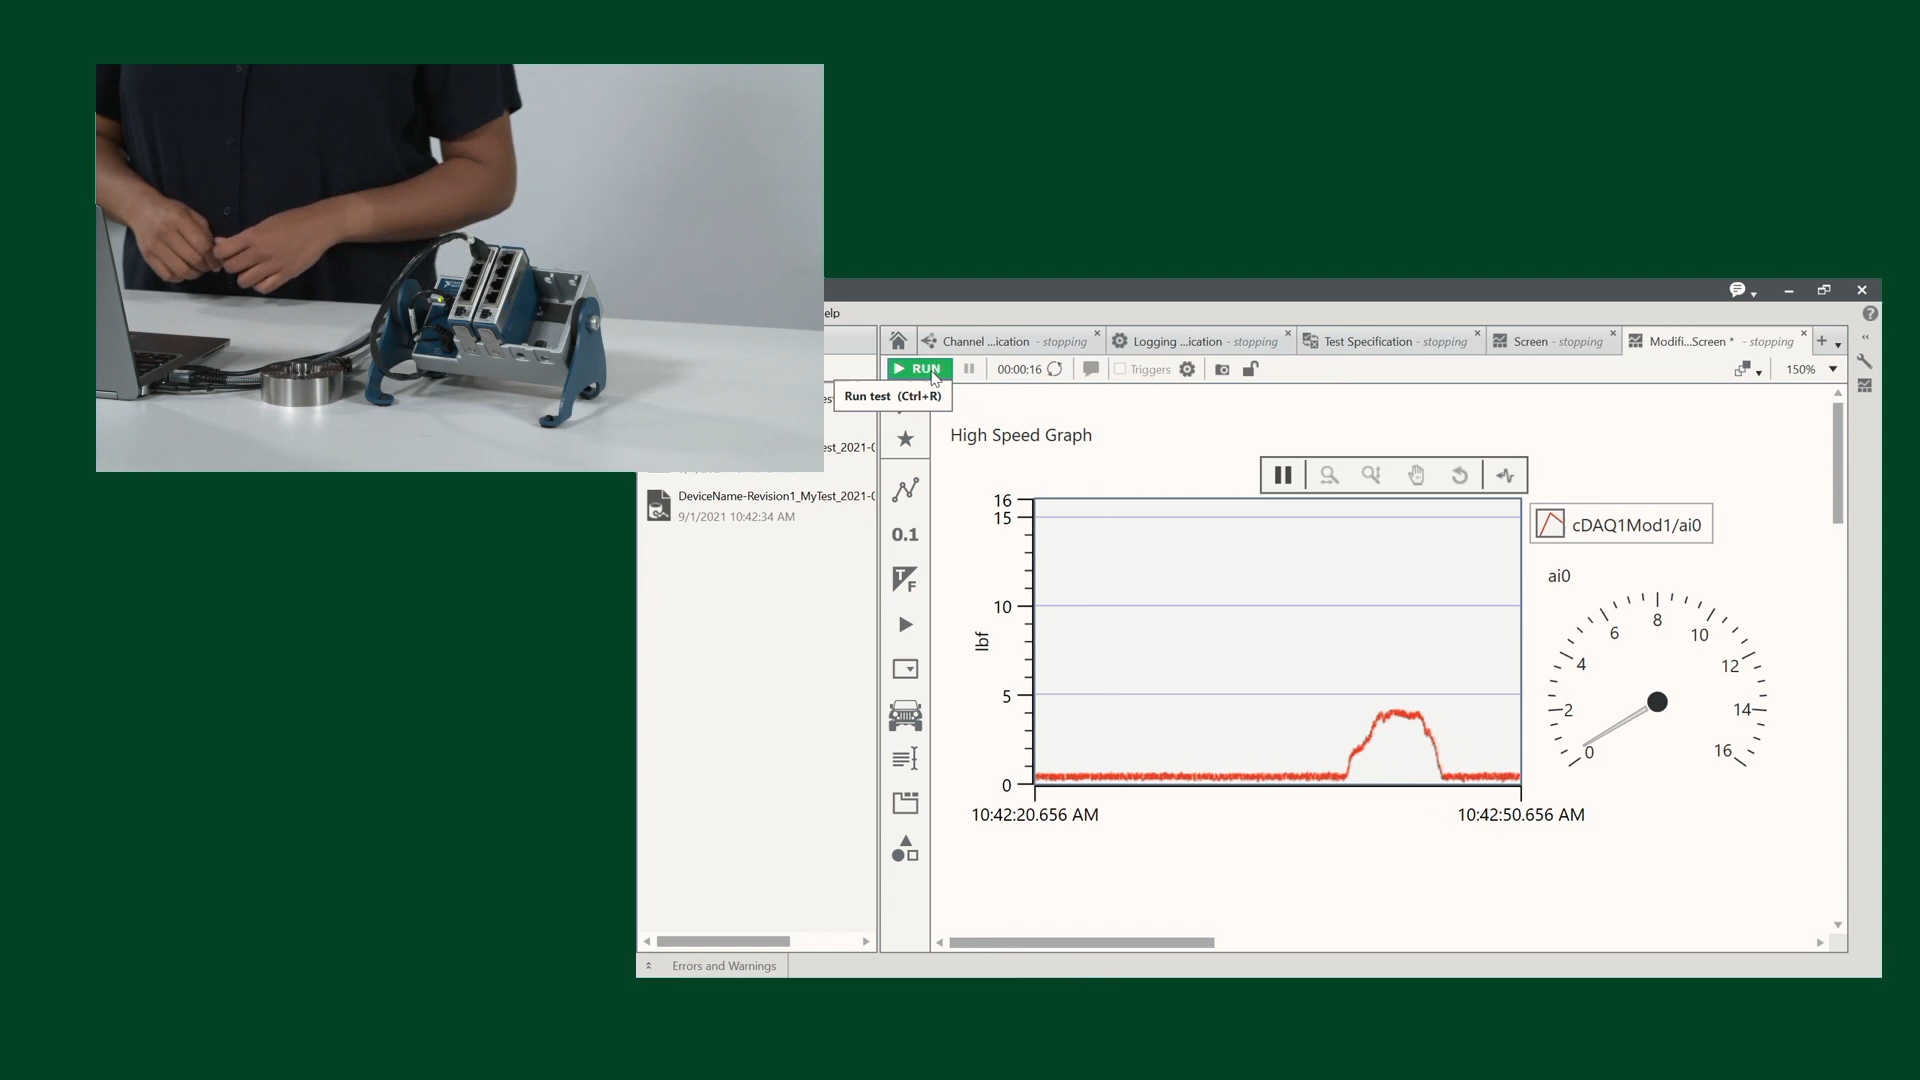 elp
Channel ...ication - stopping
Logging ...ication - stopping
Test Specification - stopping
Screen - stopping
Modifi...Screen * - stopping
RUN
00:00:16
Triggers
150%
Run test (Ctrl+R)
est_2021-0
DeviceName-Revision1_MyTest_2021-0
9/1/2021 10:42:34 AM
0.1
T
F
High Speed Graph
16
15
10
5
0
lbf
10:42:20.656 AM
10:42:50.656 AM
cDAQ1Mod1/ai0
ai0
0
2
4
6
8
10
12
14
16
Errors and Warnings